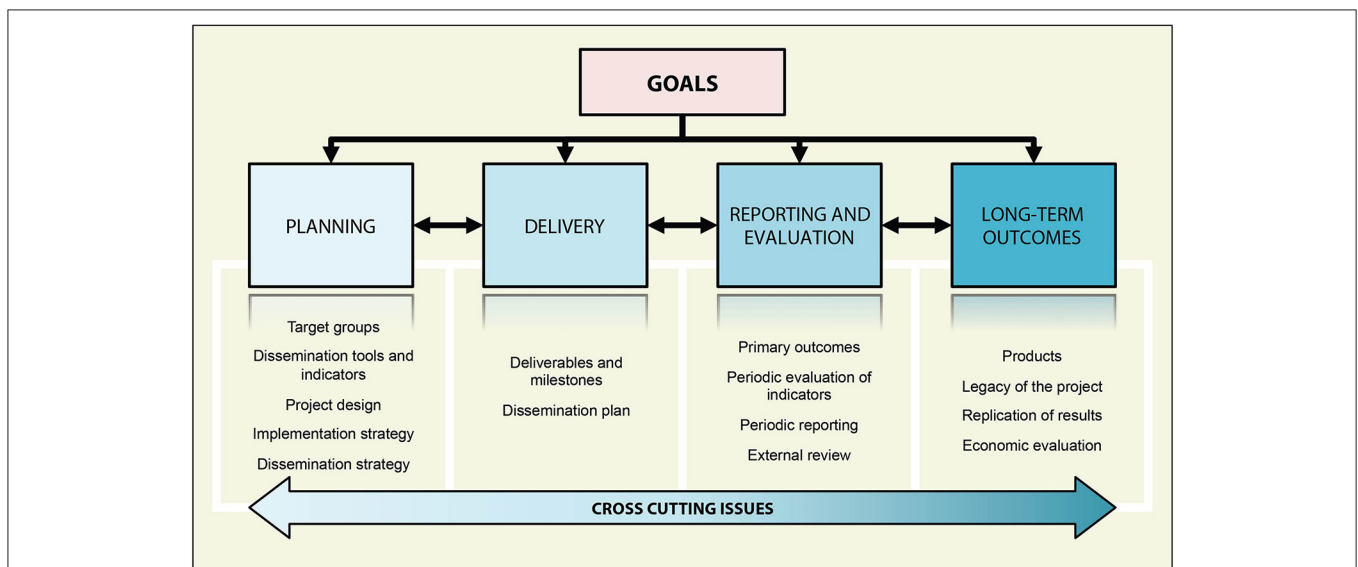 GOALS
PLANNING
DELIVERY
REPORTING AND
EVALUATION
LONG-TERM
OUTCOMES
Target groups
Dissemination tools and
indicators
Project design
Implementation strategy
Dissemination strategy
Deliverables and
milestones
Dissemination plan
Primary outcomes
Periodic evaluation of
indicators
Periodic reporting
External review
Products
Legacy of the project
Replication of results
Economic evaluation
CROSS CUTTING ISSUES